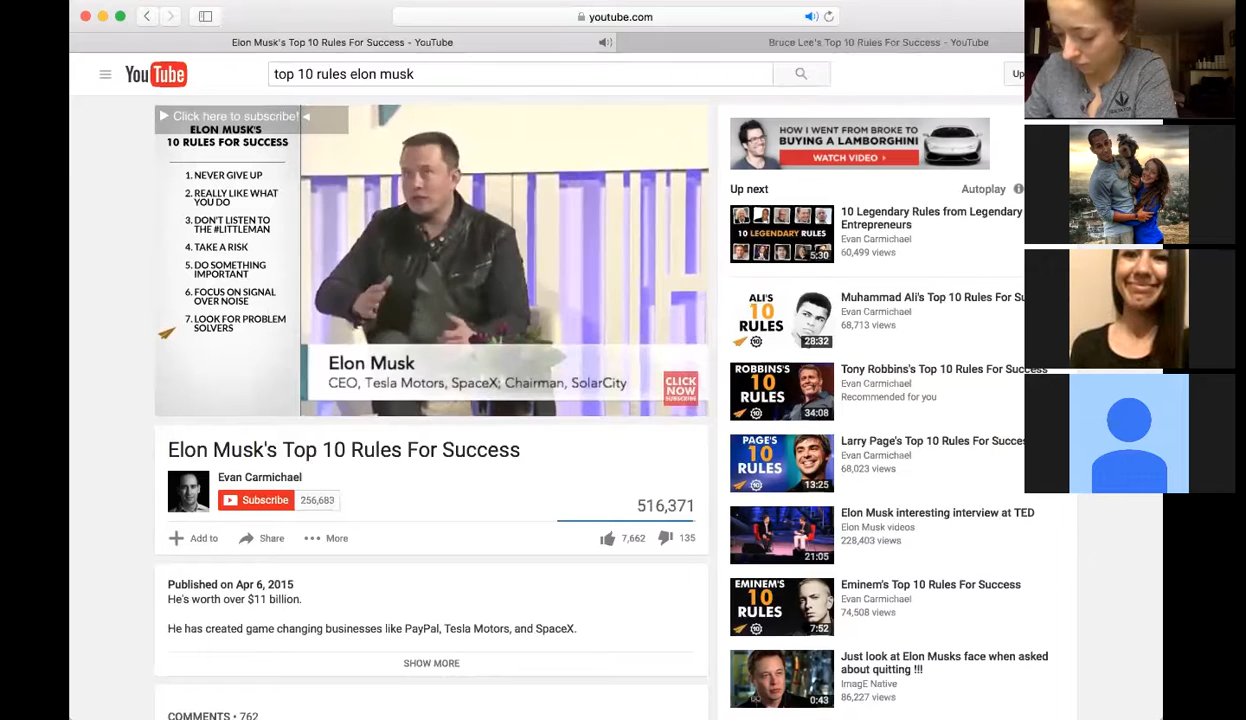 youtube.com
Elon Musk's Top 10 Rules For Success - YouTube
Bruce Lee's Top 10 Rules For Success - YouTube
YouTube
top 10 rules elon musk
Up
Click here to subscribe!
ELON MUSK'S
10 RULES FOR SUCCESS
1. NEVER GIVE UP
2. REALLY LIKE WHAT
YOU DO
3. DON'T LISTEN TO
THE #LITTLEMAN
4. TAKE A RISK
5. DO SOMETHING
IMPORTANT
6. FOCUS ON SIGNAL
OVER NOISE
7. LOOK FOR PROBLEM
SOLVERS
Elon Musk
CEO, Tesla Motors, SpaceX; Chairman, SolarCity
CLICK
NOW
SUBSCRIBE
Elon Musk's Top 10 Rules For Success
Evan Carmichael
Subscribe 256,683
516,371
Add to Share More
7,662 135
Published on Apr 6, 2015
He's worth over $11 billion.
He has created game changing businesses like PayPal, Tesla Motors, and SpaceX.
SHOW MORE
COMMENTS • 762
HOW I WENT FROM BROKE TO
BUYING A LAMBORGHINI
WATCH VIDEO >
Up next
Autoplay
10 LEGENDARY RULES
5:30
10 Legendary Rules from Legendary
Entrepreneurs
Evan Carmichael
60,499 views
ALI'S
10
RULES
28:32
Muhammad Ali's Top 10 Rules For Su
Evan Carmichael
68,713 views
ROBBINS'S
10
RULES
34:08
Tony Robbins's Top 10 Rules For Success
Evan Carmichael
Recommended for you
PAGE'S
10
RULES
13:25
Larry Page's Top 10 Rules For Succes
Evan Carmichael
68,023 views
21:05
Elon Musk interesting interview at TED
Elon Musk videos
228,403 views
EMINEM'S
10
RULES
7:52
Eminem's Top 10 Rules For Success
Evan Carmichael
74,508 views
0:43
Just look at Elon Musks face when asked
about quitting !!!
ImagE Native
86,227 views